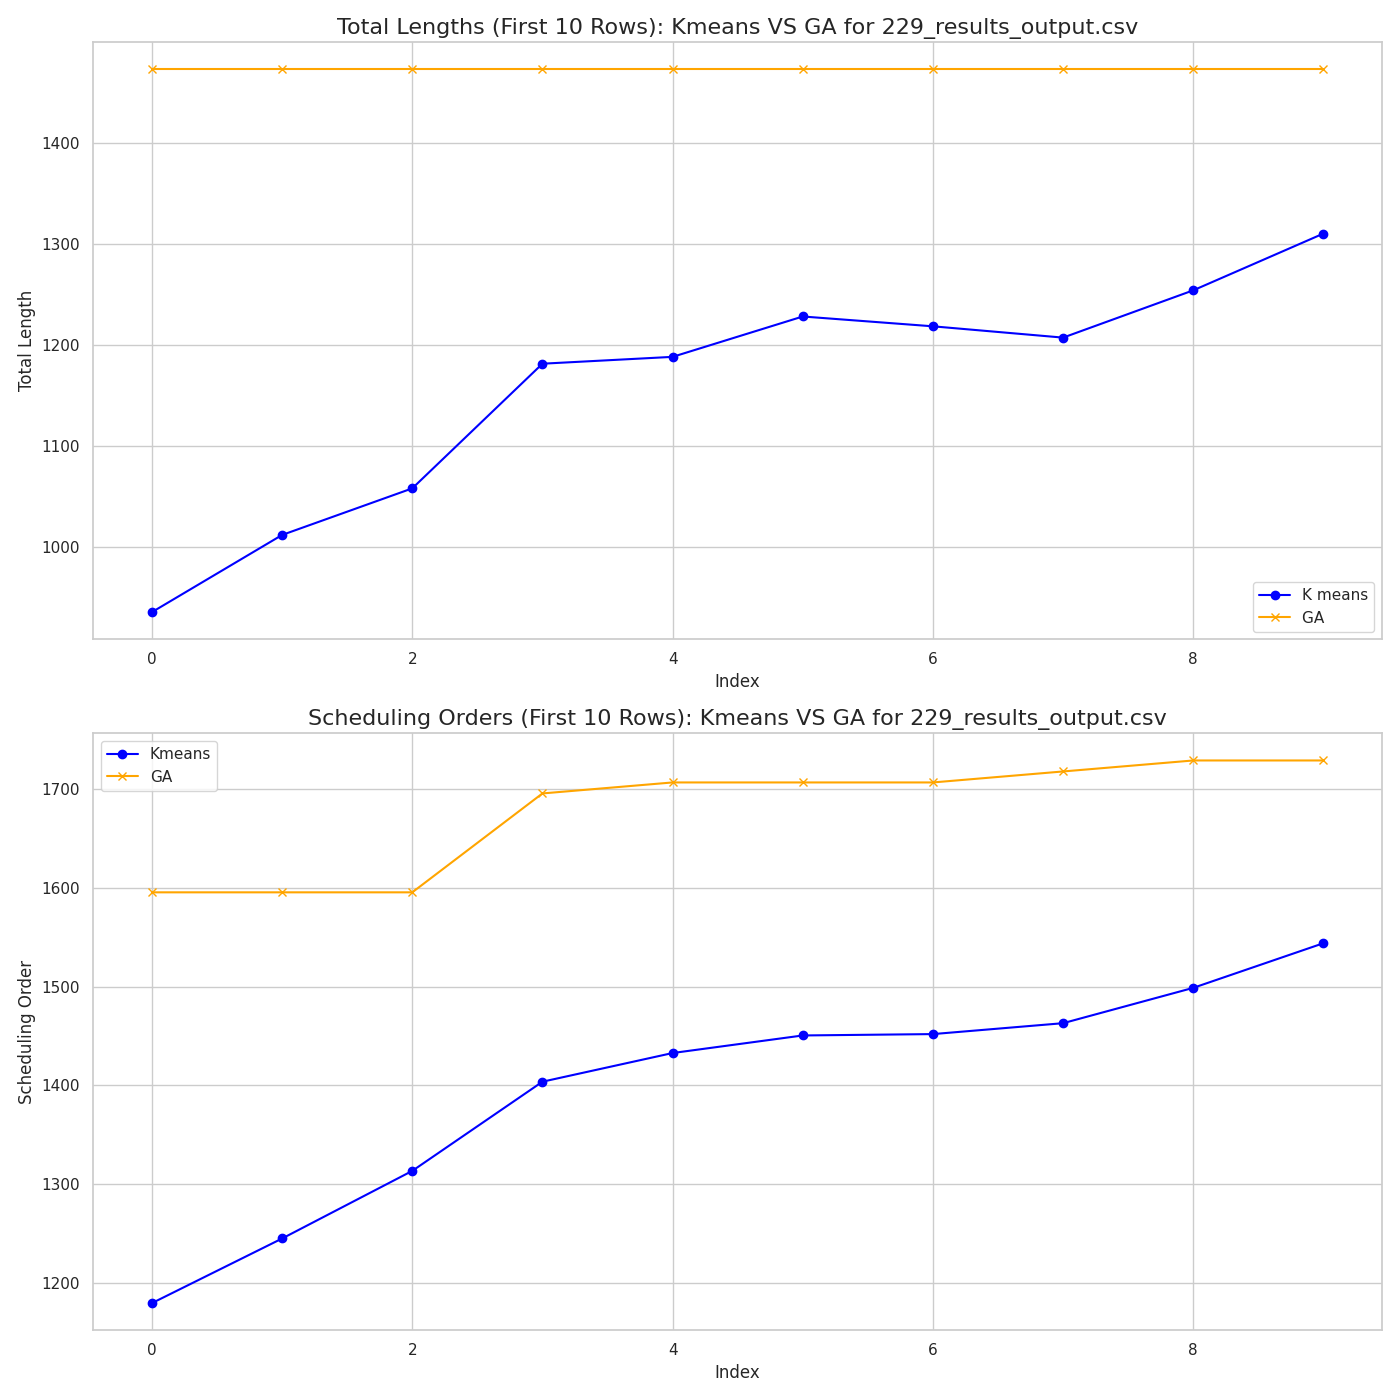 Total Lengths (First 10 Rows): Kmeans VS GA for 229_results_output.csv
1400
1300
1200
1100
1000
Total Length
K means
GA
0 2 4 6 8
Index
Scheduling Orders (First 10 Rows): Kmeans VS GA for 229_results_output.csv
Kmeans
GA
1700
1600
1500
1400
1300
1200
Scheduling Order
0 2 4 6 8
Index